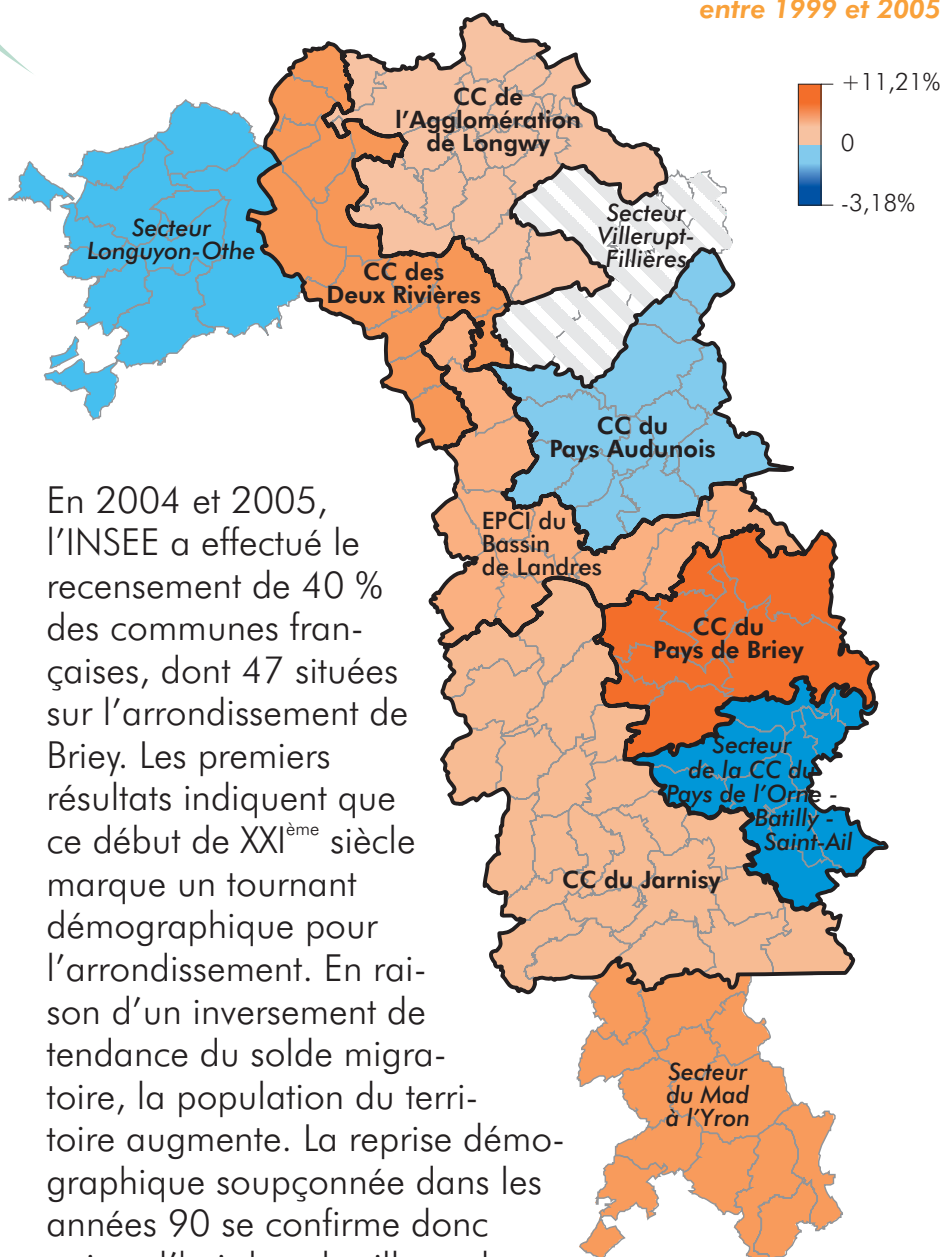 entre 1999 et 2005
+11,21%
0
-3,18%
CC de
l'Agglomération
de Longwy
Secteur
Villerupt-
Fillières
Secteur
Longuyon-Othe
CC des
Deux Rivières
CC du
Pays Audunois
EPCI du
Bassin
de Landres
CC du
Pays de Briey
Secteur
de la CC du
Pays de l'Orne -
Batilly -
Saint-Ail
CC du Jarnisy
Secteur
du Mad
à l'Yron
En 2004 et 2005,
l'INSEE a effectué le
recensement de 40 %
des communes fran-
çaises, dont 47 situées
sur l'arrondissement de
Briey. Les premiers
résultats indiquent que
ce début de XXIème siècle
marque un tournant
démographique pour
l'arrondissement. En rai-
son d'un inversement de
tendance du solde migra-
toire, la population du terri-
toire augmente. La reprise démo-
graphique soupçonnée dans les
années 90 se confirme donc